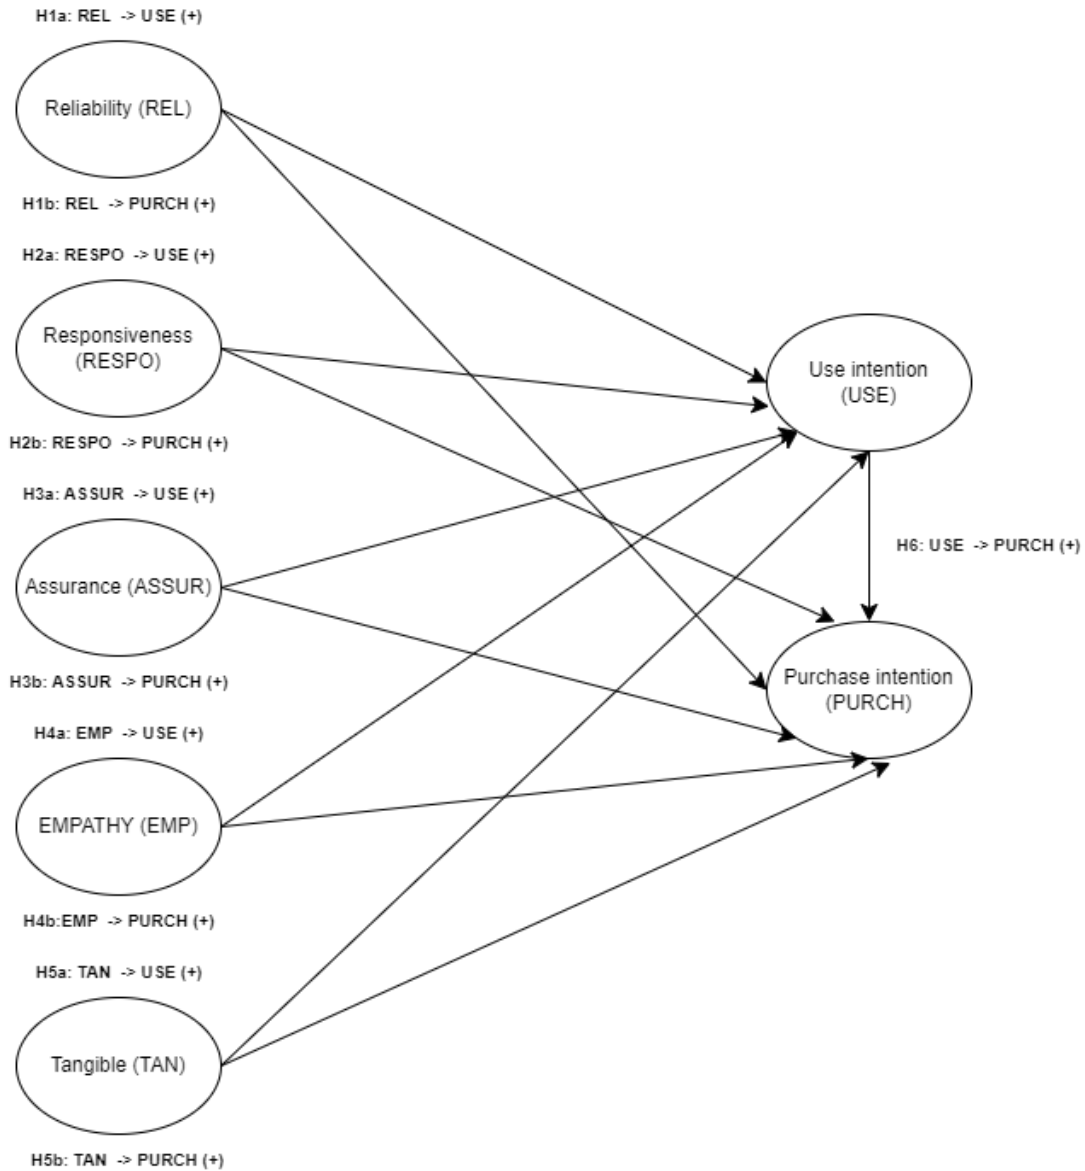 H1a: REL -> USE (+)
Reliability (REL)
H1b: REL -> PURCH (+)
H2a: RESPO -> USE (+)
Responsiveness
(RESPO)
H2b: RESPO -> PURCH (+)
Use intention
(USE)
H3a: ASSUR -> USE (+)
Assurance (ASSUR)
H3b: ASSUR -> PURCH (+)
H6: USE -> PURCH (+)
Purchase intention
(PURCH)
H4a: EMP -> USE (+)
EMPATHY (EMP)
H4b:EMP -> PURCH (+)
H5a: TAN -> USE (+)
Tangible (TAN)
H5b: TAN -> PURCH (+)